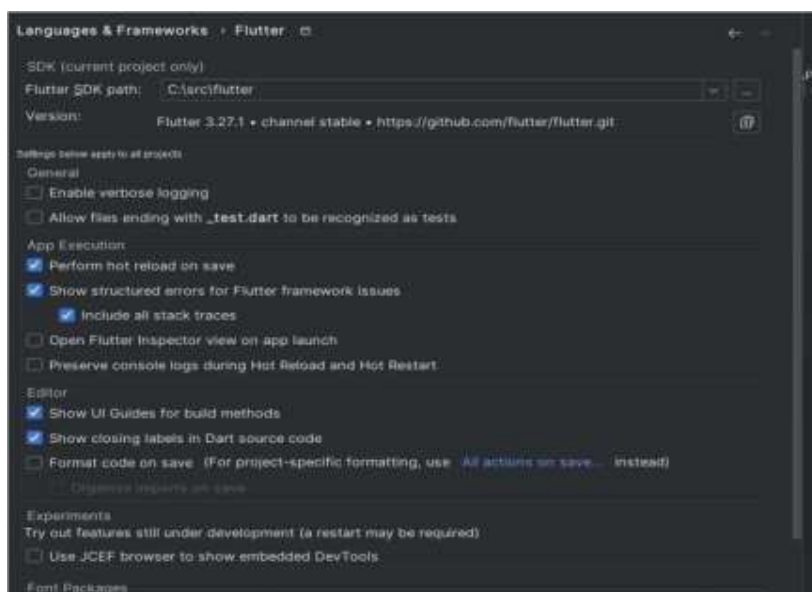 Languages & Frameworks › Flutter
SDK (current project only)
Flutter SDK path: C:\src\flutter ...
Version: Flutter 3.27.1 • channel stable • https://github.com/flutter/flutter.git
Settings below apply to all projects
General
Enable verbose logging
Allow files ending with _test.dart to be recognized as tests
App Execution
Perform hot reload on save
Show structured errors for Flutter framework issues
Include all stack traces
Open Flutter Inspector view on app launch
Preserve console logs during Hot Reload and Hot Restart
Editor
Show UI Guides for build methods
Show closing labels in Dart source code
Format code on save (For project-specific formatting, use All actions on save... instead)
Organize imports on save
Experiments
Try out features still under development (a restart may be required)
Use JCEF browser to show embedded DevTools
Font Packages